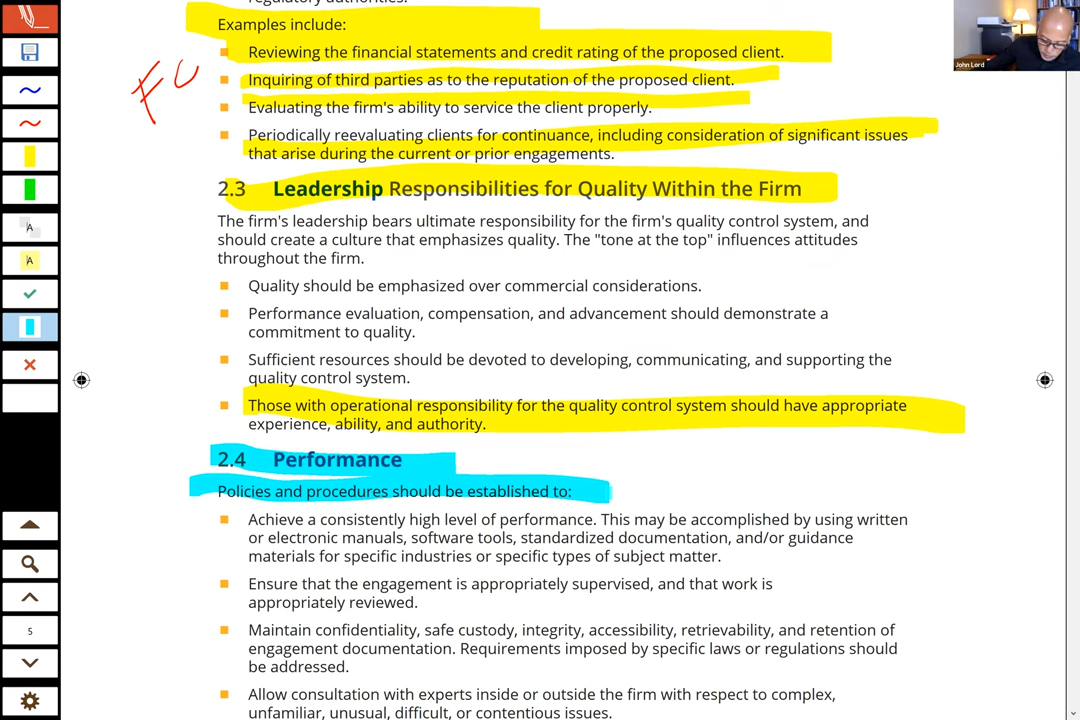 regulatory authorities.
Examples include:
Reviewing the financial statements and credit rating of the proposed client.
Inquiring of third parties as to the reputation of the proposed client.
Evaluating the firm's ability to service the client properly.
Periodically reevaluating clients for continuance, including consideration of significant issues
that arise during the current or prior engagements.
2.3 Leadership Responsibilities for Quality Within the Firm
The firm's leadership bears ultimate responsibility for the firm's quality control system, and
should create a culture that emphasizes quality. The "tone at the top" influences attitudes
throughout the firm.
Quality should be emphasized over commercial considerations.
Performance evaluation, compensation, and advancement should demonstrate a
commitment to quality.
Sufficient resources should be devoted to developing, communicating, and supporting the
quality control system.
Those with operational responsibility for the quality control system should have appropriate
experience, ability, and authority.
2.4 Performance
Policies and procedures should be established to:
Achieve a consistently high level of performance. This may be accomplished by using written
or electronic manuals, software tools, standardized documentation, and/or guidance
materials for specific industries or specific types of subject matter.
Ensure that the engagement is appropriately supervised, and that work is
appropriately reviewed.
Maintain confidentiality, safe custody, integrity, accessibility, retrievability, and retention of
engagement documentation. Requirements imposed by specific laws or regulations should
be addressed.
Allow consultation with experts inside or outside the firm with respect to complex,
unfamiliar, unusual, difficult, or contentious issues.
A
A
5
John Lord